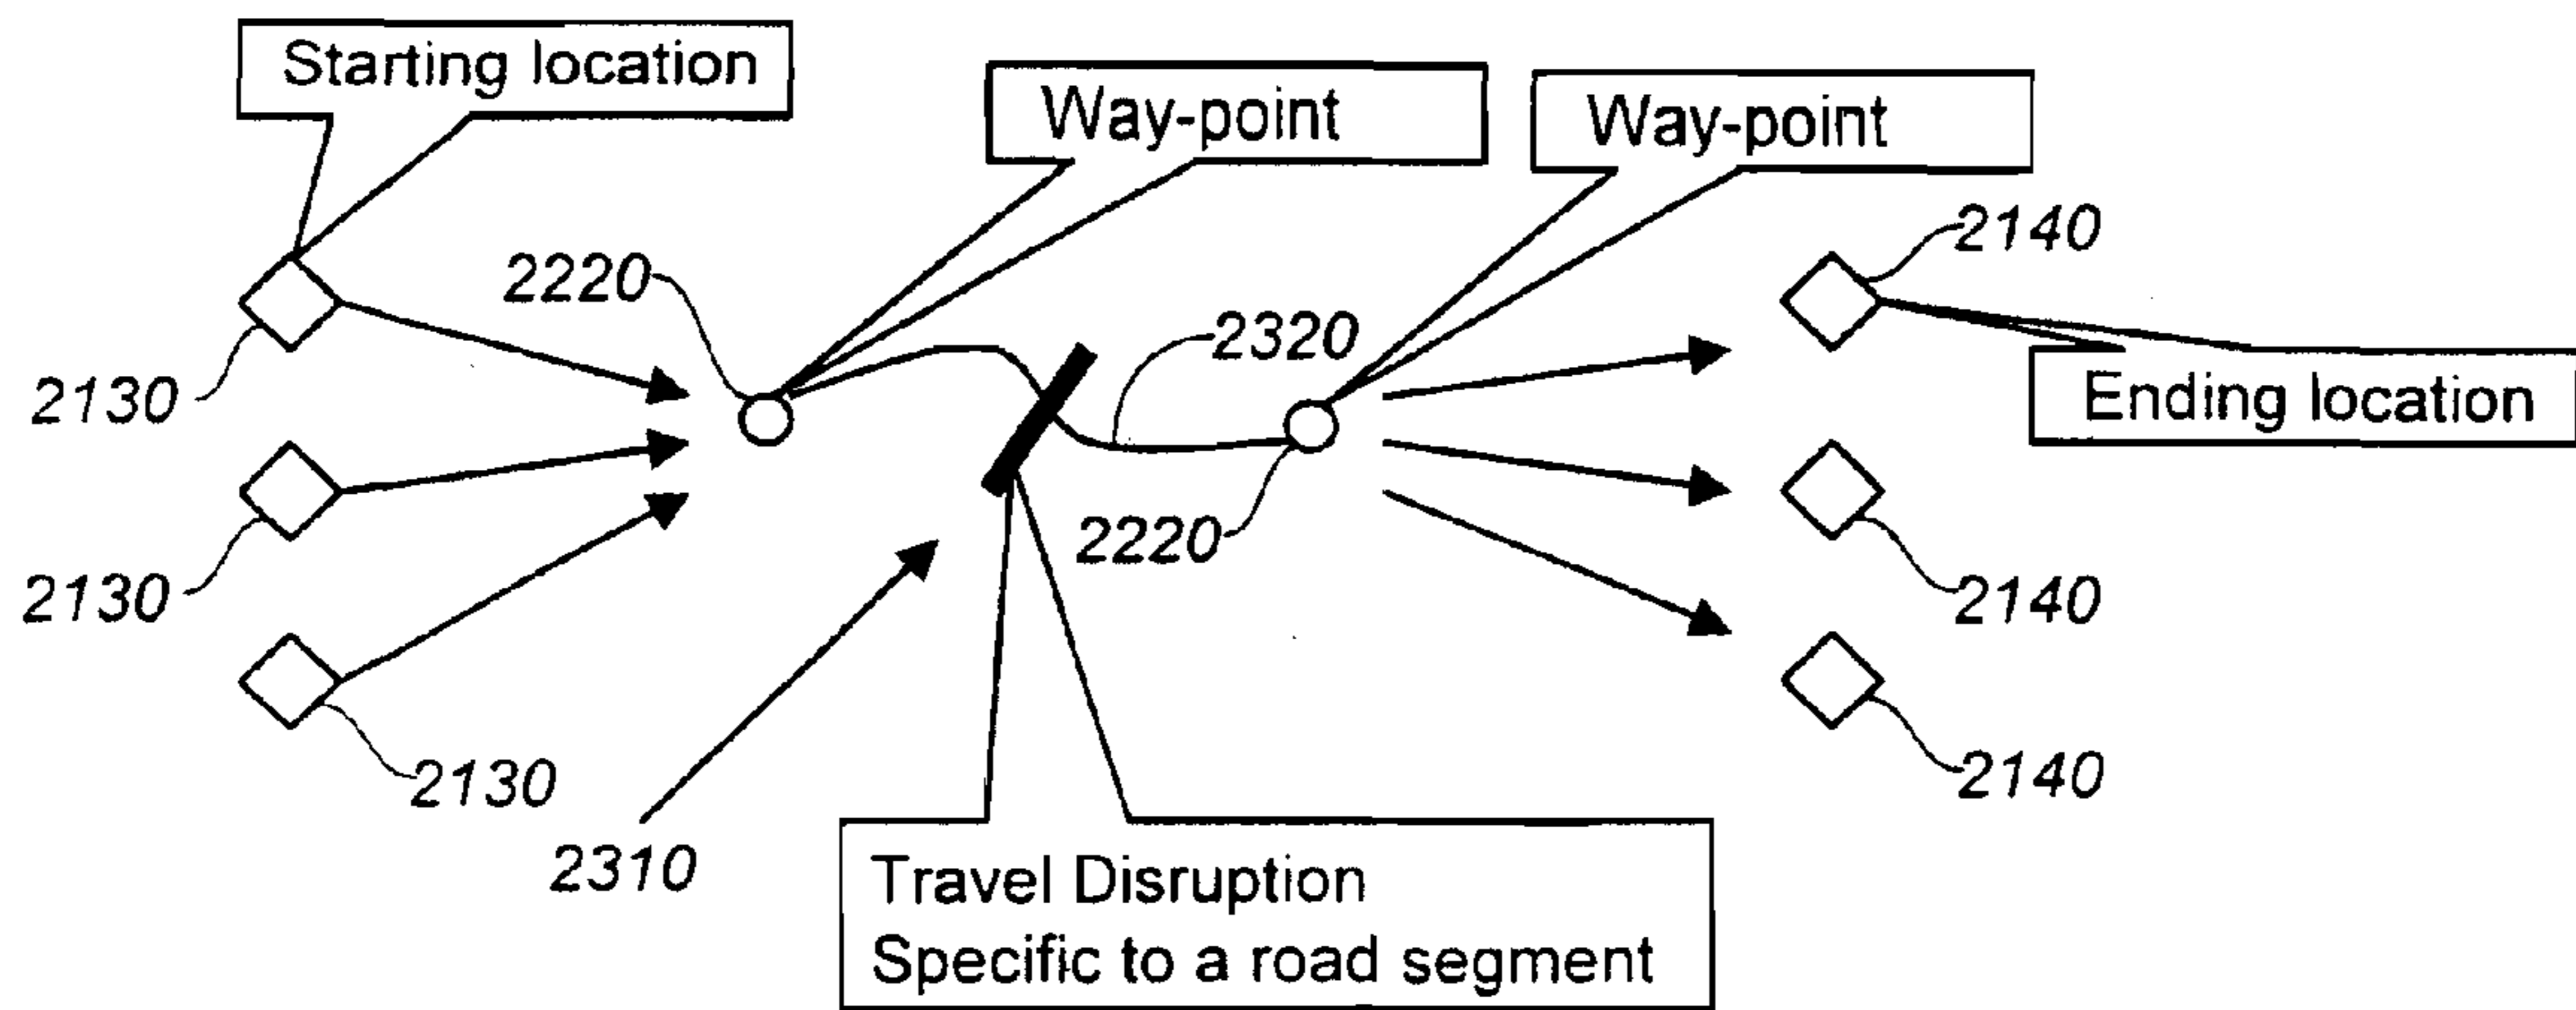 Starting location
Way-point
Way-point
2140
2220
2320
2130
Ending location
2220
2130
2140
2130
2140
2310
Travel Disruption
Specific to a road segment